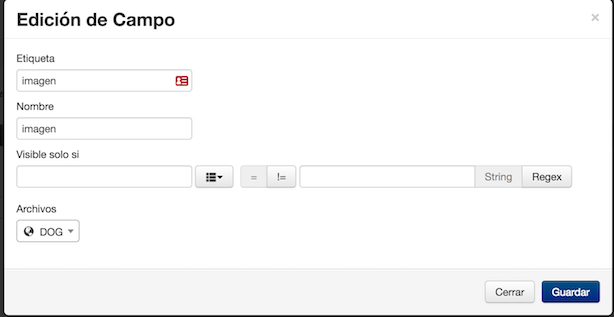 Edición de Campo
×
Etiqueta
imagen
Nombre
imagen
Visible solo si
= != String Regex
Archivos
DOG
Cerrar Guardar